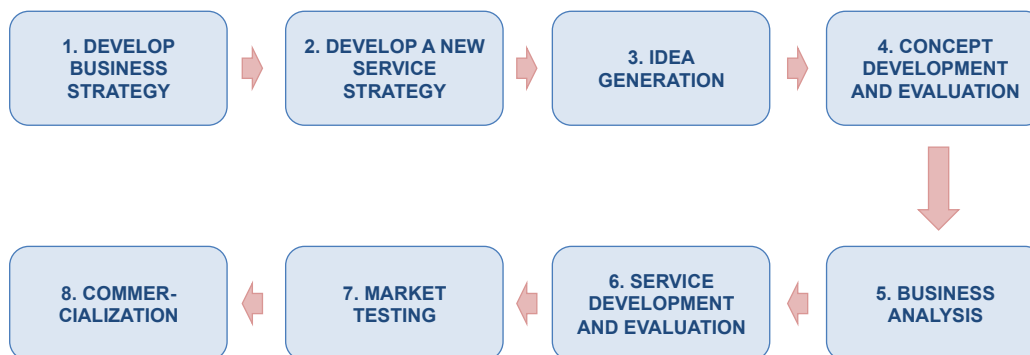 1. DEVELOP
BUSINESS
STRATEGY
2. DEVELOP A NEW
SERVICE
STRATEGY
3. IDEA
GENERATION
4. CONCEPT
DEVELOPMENT
AND EVALUATION
5. BUSINESS
ANALYSIS
6. SERVICE
DEVELOPMENT
AND EVALUATION
7. MARKET
TESTING
8. COMMER-
CIALIZATION